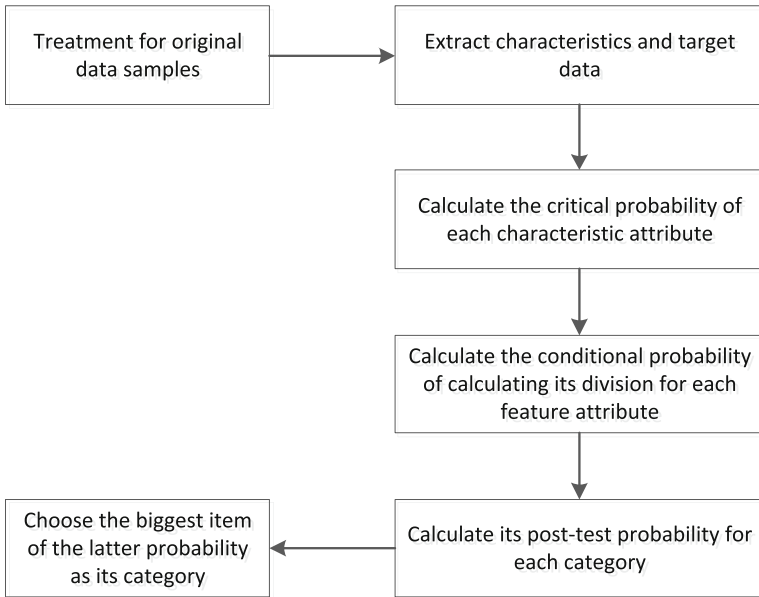 Treatment for original
data samples
Extract characteristics and target
data
Calculate the critical probability of
each characteristic attribute
Calculate the conditional probability
of calculating its division for each
feature attribute
Calculate its post-test probability for
each category
Choose the biggest item
of the latter probability
as its category